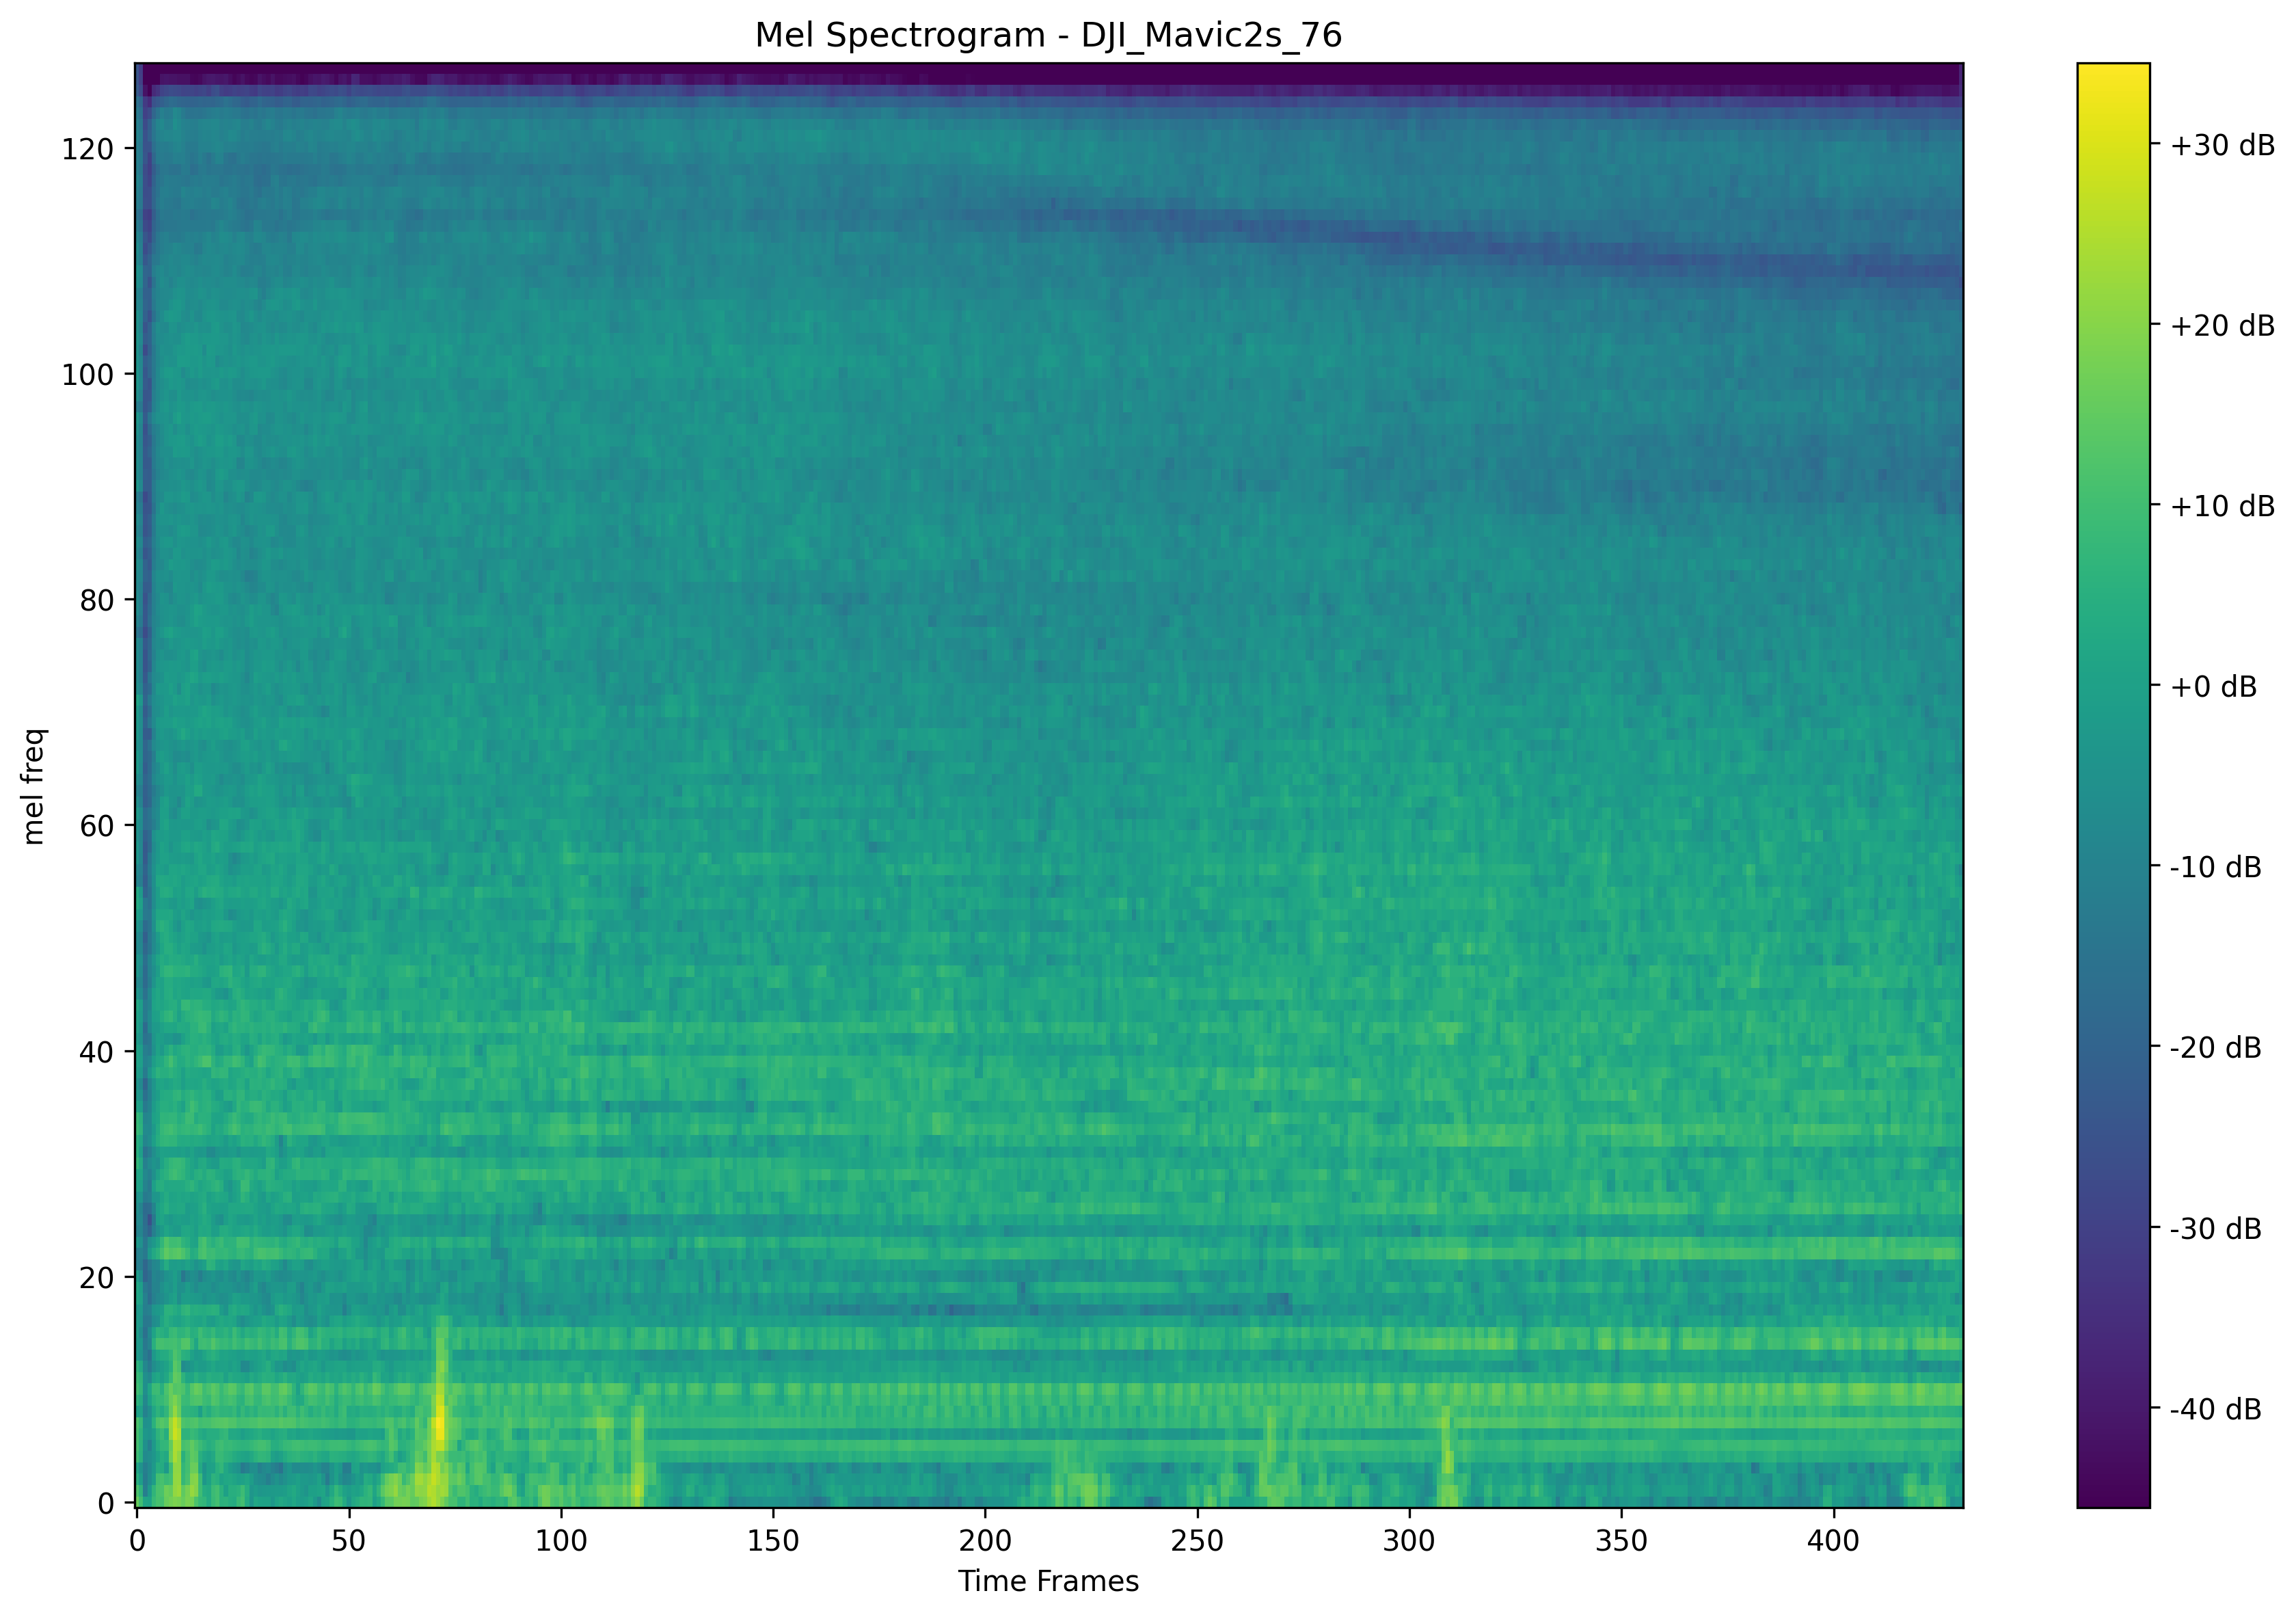 Mel Spectrogram - DJI_Mavic2s_76
mel freq
120
100
80
60
40
20
0
0 50 100 150 200 250 300 350 400
Time Frames
+30 dB
+20 dB
+10 dB
+0 dB
-10 dB
-20 dB
-30 dB
-40 dB